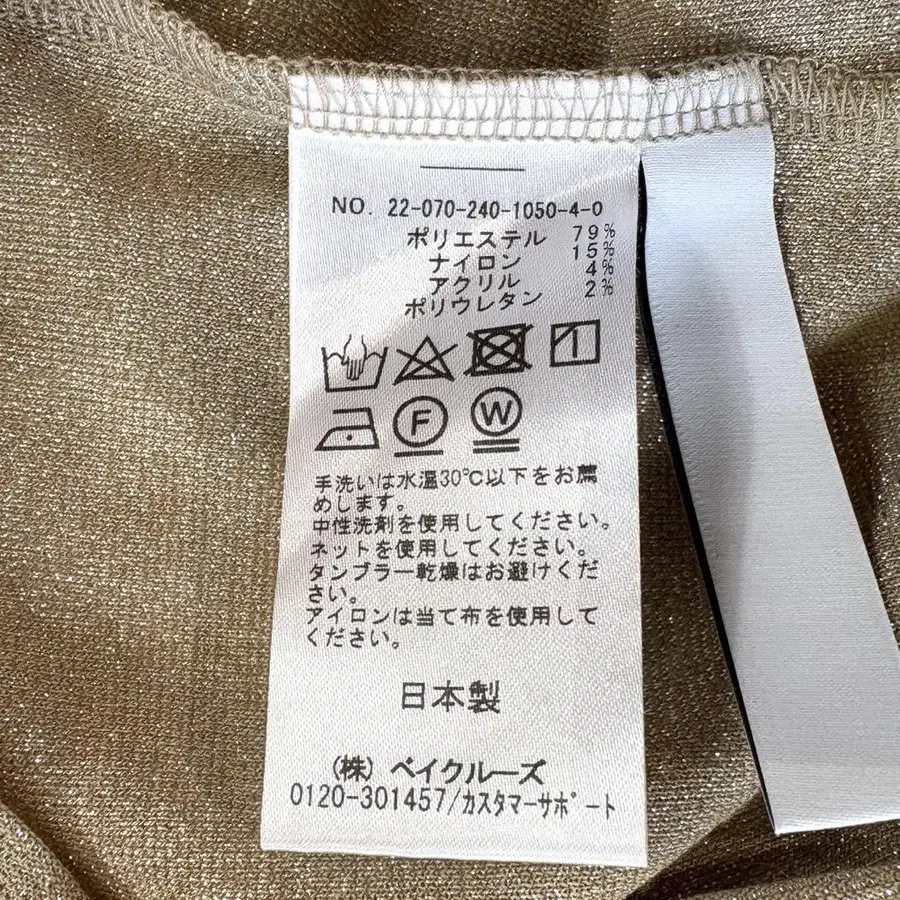 NO. 22-070-240-1050-4-0
ポリエステル 79%
ナイロン 15%
アクリル 4%
ポリウレタン 2%
F W
手洗いは水温30℃以下をお薦
めします。
中性洗剤を使用してください。
ネットを使用してください。
タンブラー乾燥はお避けくだ
さい。
アイロンは当て布を使用して
ください。
日本製
(株) ベイクルーズ
0120-301457/カスタマーサポート